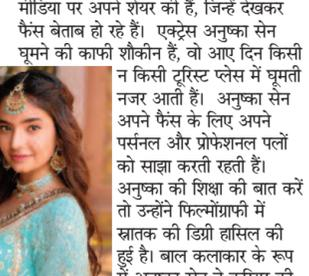 मीडिया पर अपने शेयर की हैं, जिन्हें देखकर
फैंस बेताब हो रहे हैं। एक्ट्रेस अनुष्का सेन
घूमने की काफी शौकीन हैं, वो आए दिन किसी
न किसी टूरिस्ट प्लेस में घूमती
नजर आती हैं। अनुष्का सेन
अपने फैंस के लिए अपने
पर्सनल और प्रोफेशनल पलों
को साझा करती रहती हैं।
अनुष्का की शिक्षा की बात करें
तो उन्होंने फिल्मोंग्राफी में
स्नातक की डिग्री हासिल की
हुई है। बाल कलाकार के रूप